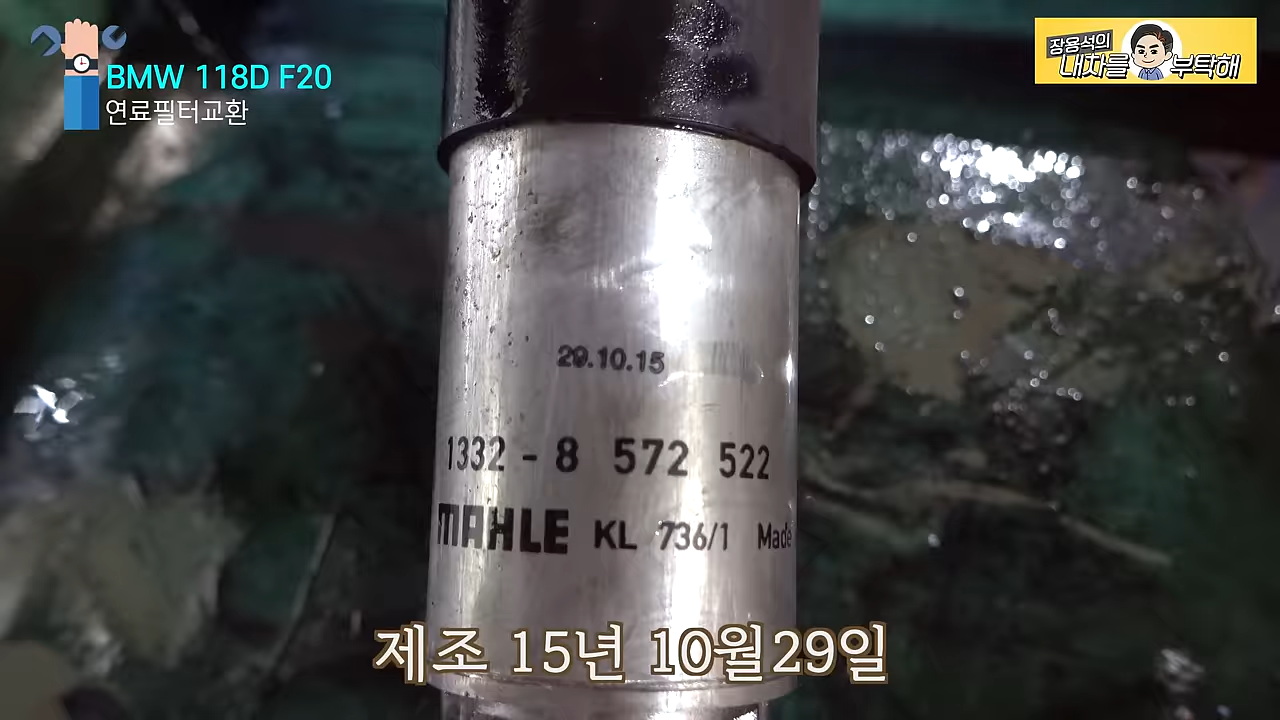 BMW 118D F20
연료필터교환
장용석의
내차를 부탁해
29.10.15
1332 - 8 572 522
MAHLE KL 736/1 Made
제조 15년 10월29일